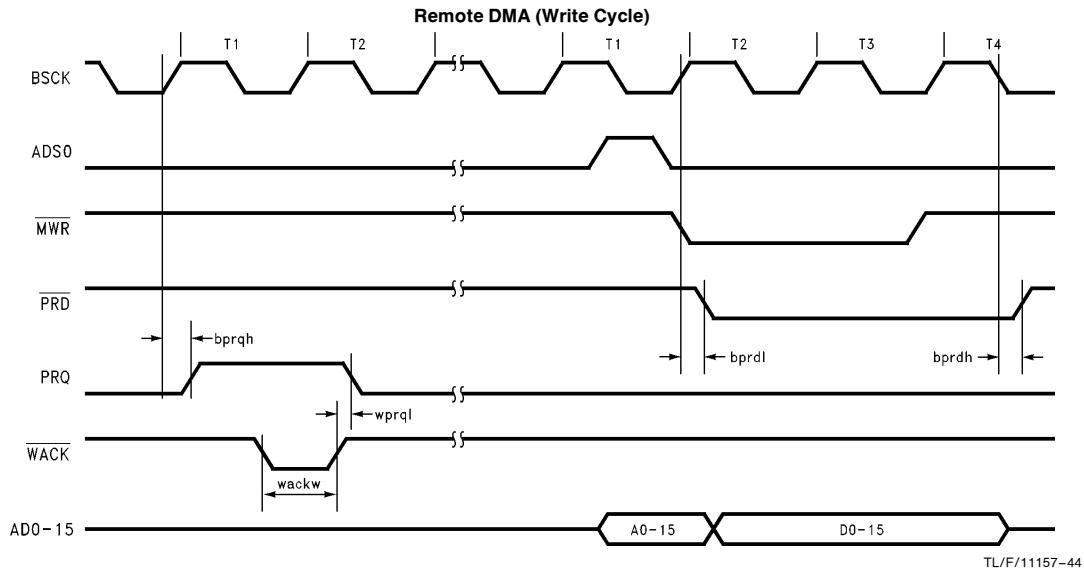 Remote DMA (Write Cycle)
T1 T2 T1 T2 T3 T4
BSCK
ADS0
MWR
PRD
bprqh bprdl bprdh
PRQ
wprql
WACK
wackw
AD0-15 A0-15 D0-15
TL/F/11157-44